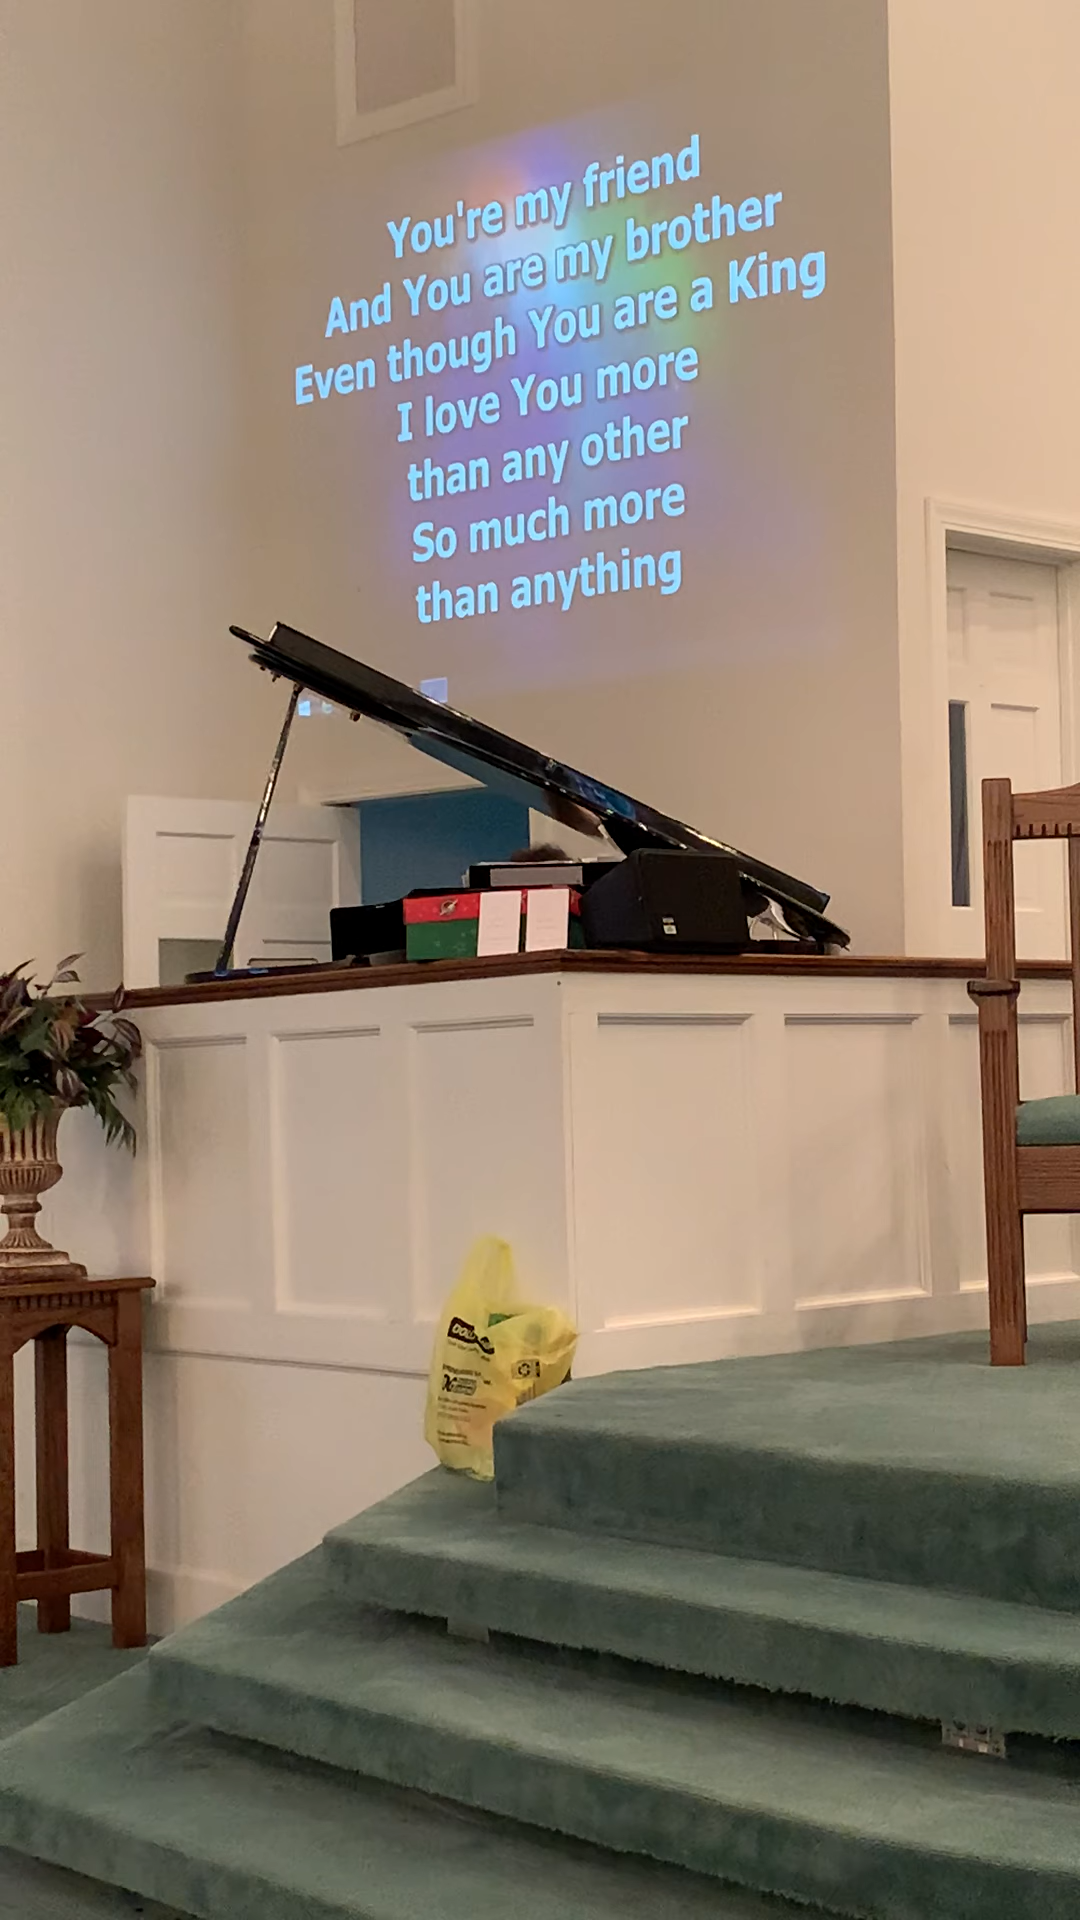 You're my friend
And You are my brother
Even though You are a King
I love You more
than any other
So much more
than anything